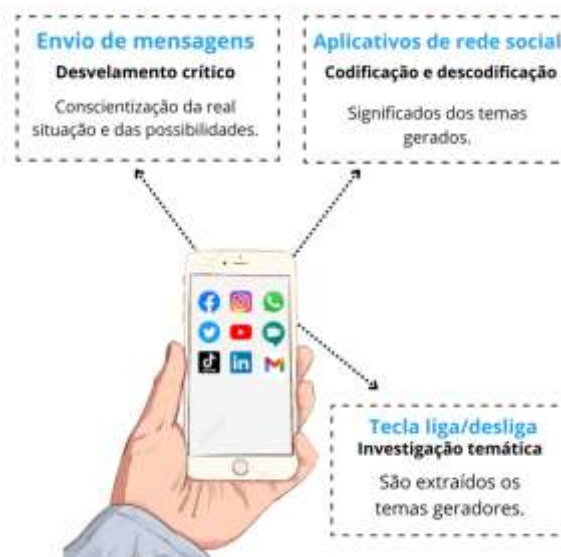 Envio de mensagens
Desvelamento crítico
Conscientização da real
situação e das possibilidades.
Aplicativos de rede social
Codificação e descodificação
Significados dos temas
gerados.
Tecla liga/desliga
Investigação temática
São extraídos os
temas geradores.